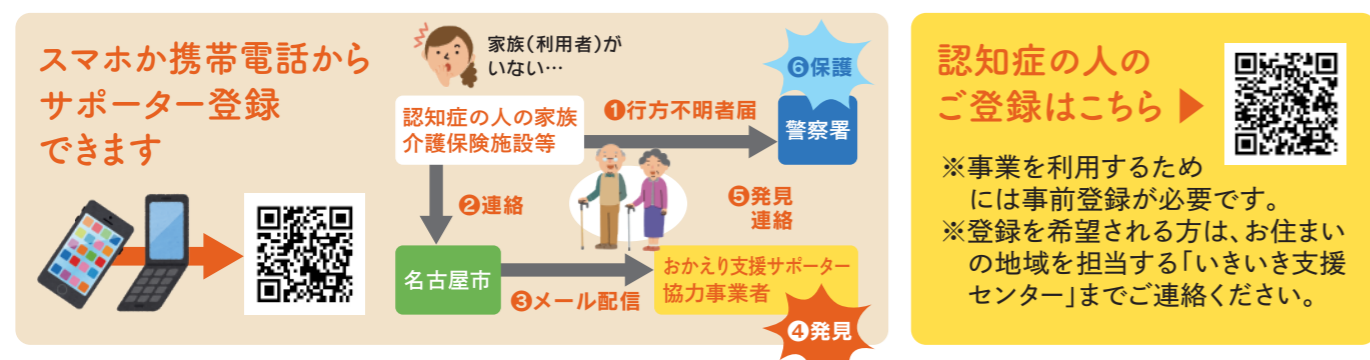 スマホか携帯電話から
サポーター登録
できます
家族(利用者)が
いない…
認知症の人の家族
介護保険施設等
❶行方不明者届
❻保護
警察署
❷連絡
❺発見
連絡
名古屋市
❸メール配信
おかえり支援サポーター
協力事業者
❹発見
認知症の人の
ご登録はこちら▶
※事業を利用するため
には事前登録が必要です。
※登録を希望される方は、お住まい
の地域を担当する「いきいき支援
センター」までご連絡ください。